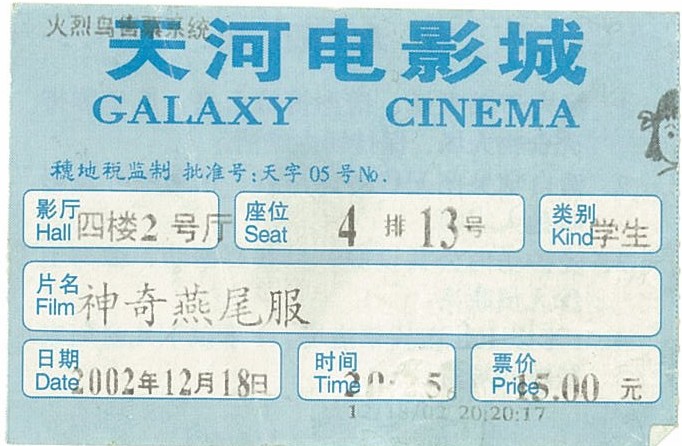 火烈鸟售票系统
天河电影城
GALAXY CINEMA
穗地税监制 批准号:天字05号No.
影厅 座位 类别
Hall 四楼2号厅 Seat 4 排 13号 Kind 学生
片名
Film 神奇燕尾服
日期 时间 票价
Date 2002年12月18日 Time Price 15.00 元
/02 20:20:17